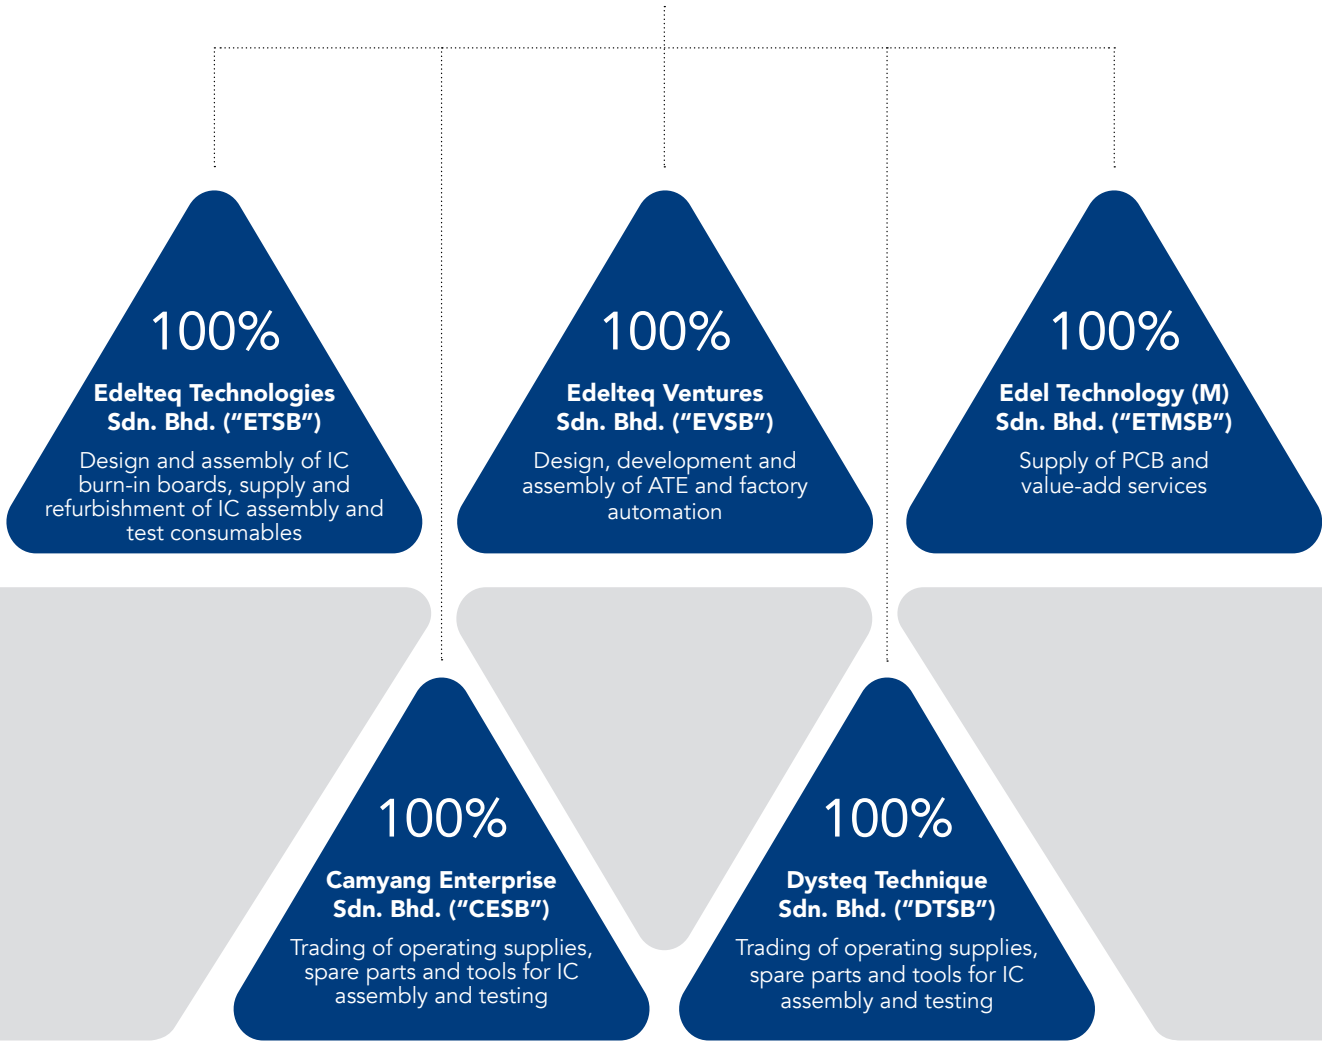 100%
Edelteq Technologies
Sdn. Bhd. (“ETSB”)
Design and assembly of IC
burn-in boards, supply and
refurbishment of IC assembly and
test consumables
100%
Edelteq Ventures
Sdn. Bhd. (“EVSB”)
Design, development and
assembly of ATE and factory
automation
100%
Edel Technology (M)
Sdn. Bhd. (“ETMSB”)
Supply of PCB and
value-add services
100%
Camyang Enterprise
Sdn. Bhd. (“CESB”)
Trading of operating supplies,
spare parts and tools for IC
assembly and testing
100%
Dysteq Technique
Sdn. Bhd. (“DTSB”)
Trading of operating supplies,
spare parts and tools for IC
assembly and testing